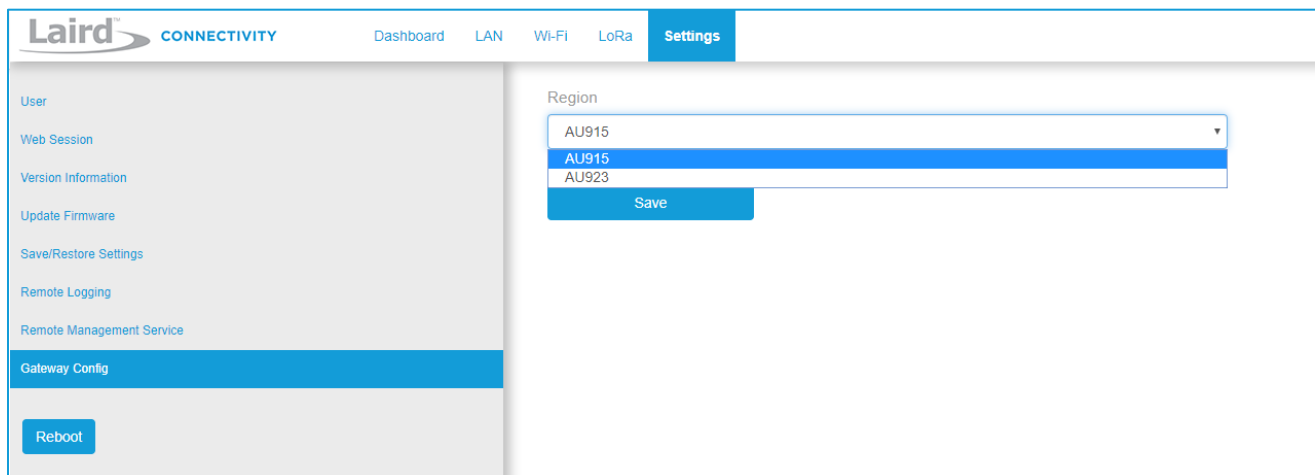 Laird™ CONNECTIVITY Dashboard LAN Wi-Fi LoRa Settings
User
Web Session
Version Information
Update Firmware
Save/Restore Settings
Remote Logging
Remote Management Service
Gateway Config
Reboot
Region
AU915
AU915
AU923
Save